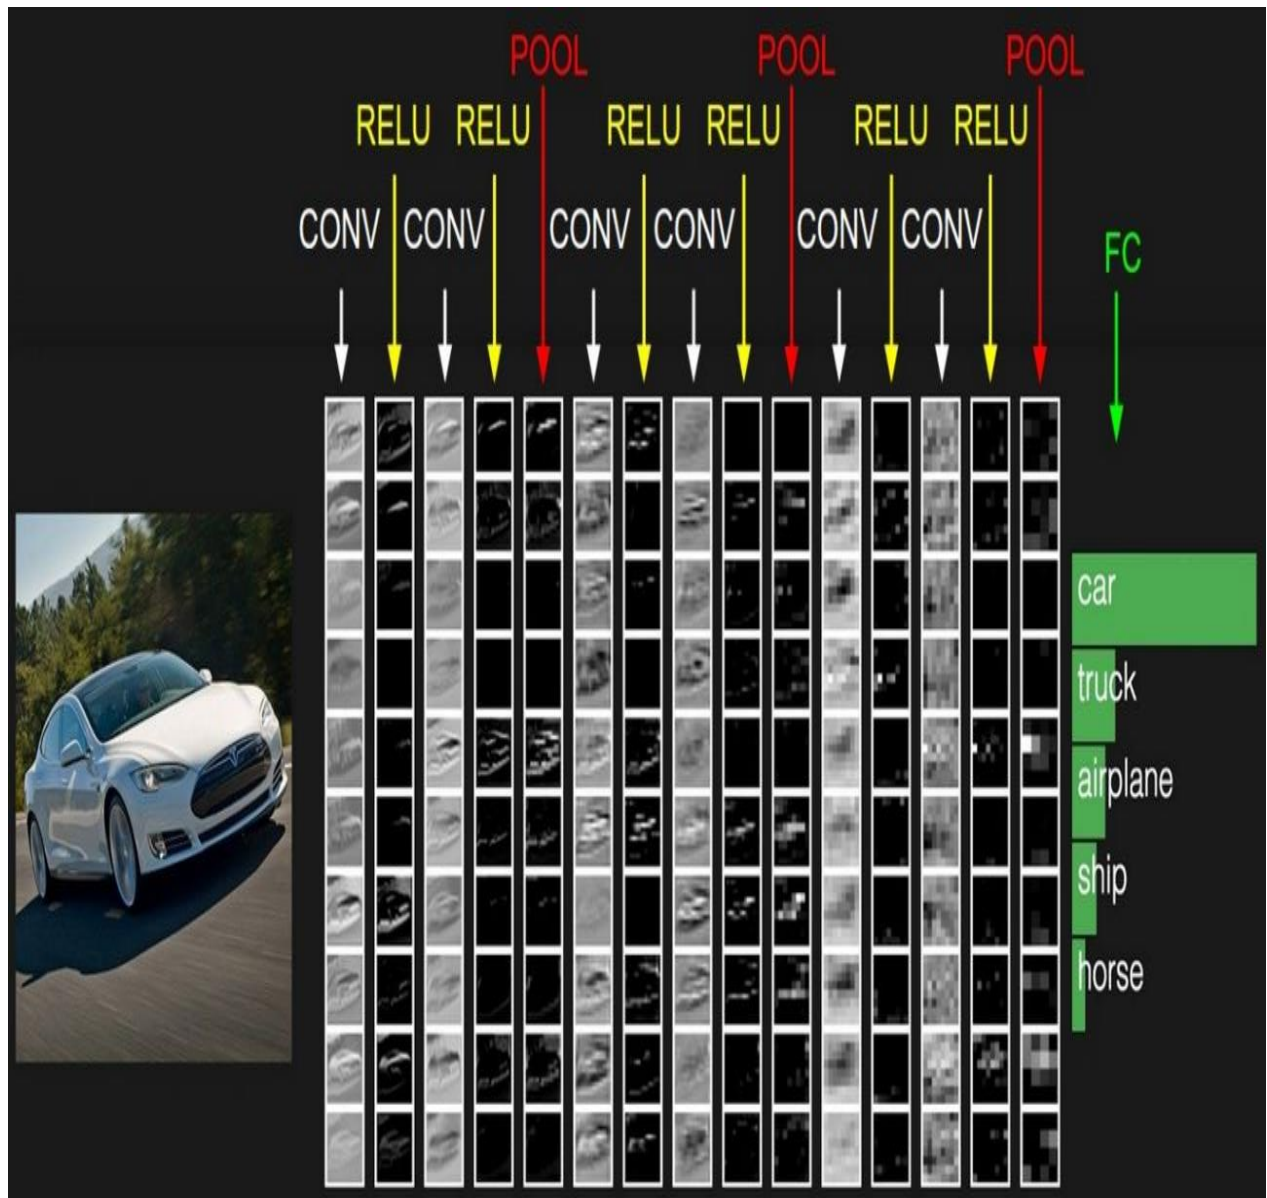 POOL POOL POOL
RELU RELU RELU RELU RELU RELU
CONV CONV CONV CONV CONV CONV
FC
car
truck
airplane
ship
horse